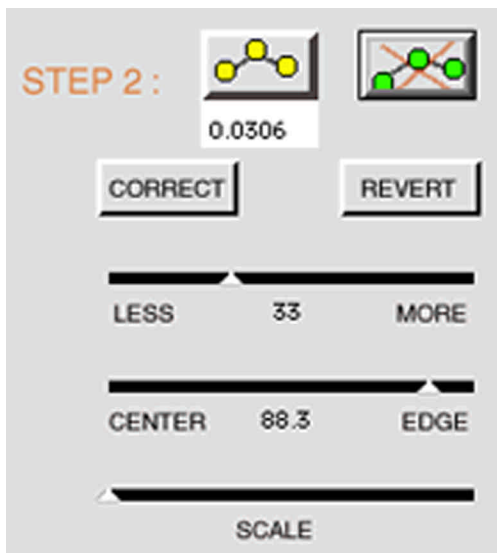 STEP 2 :
0.0306
CORRECT REVERT
LESS 33 MORE
CENTER 88.3 EDGE
SCALE